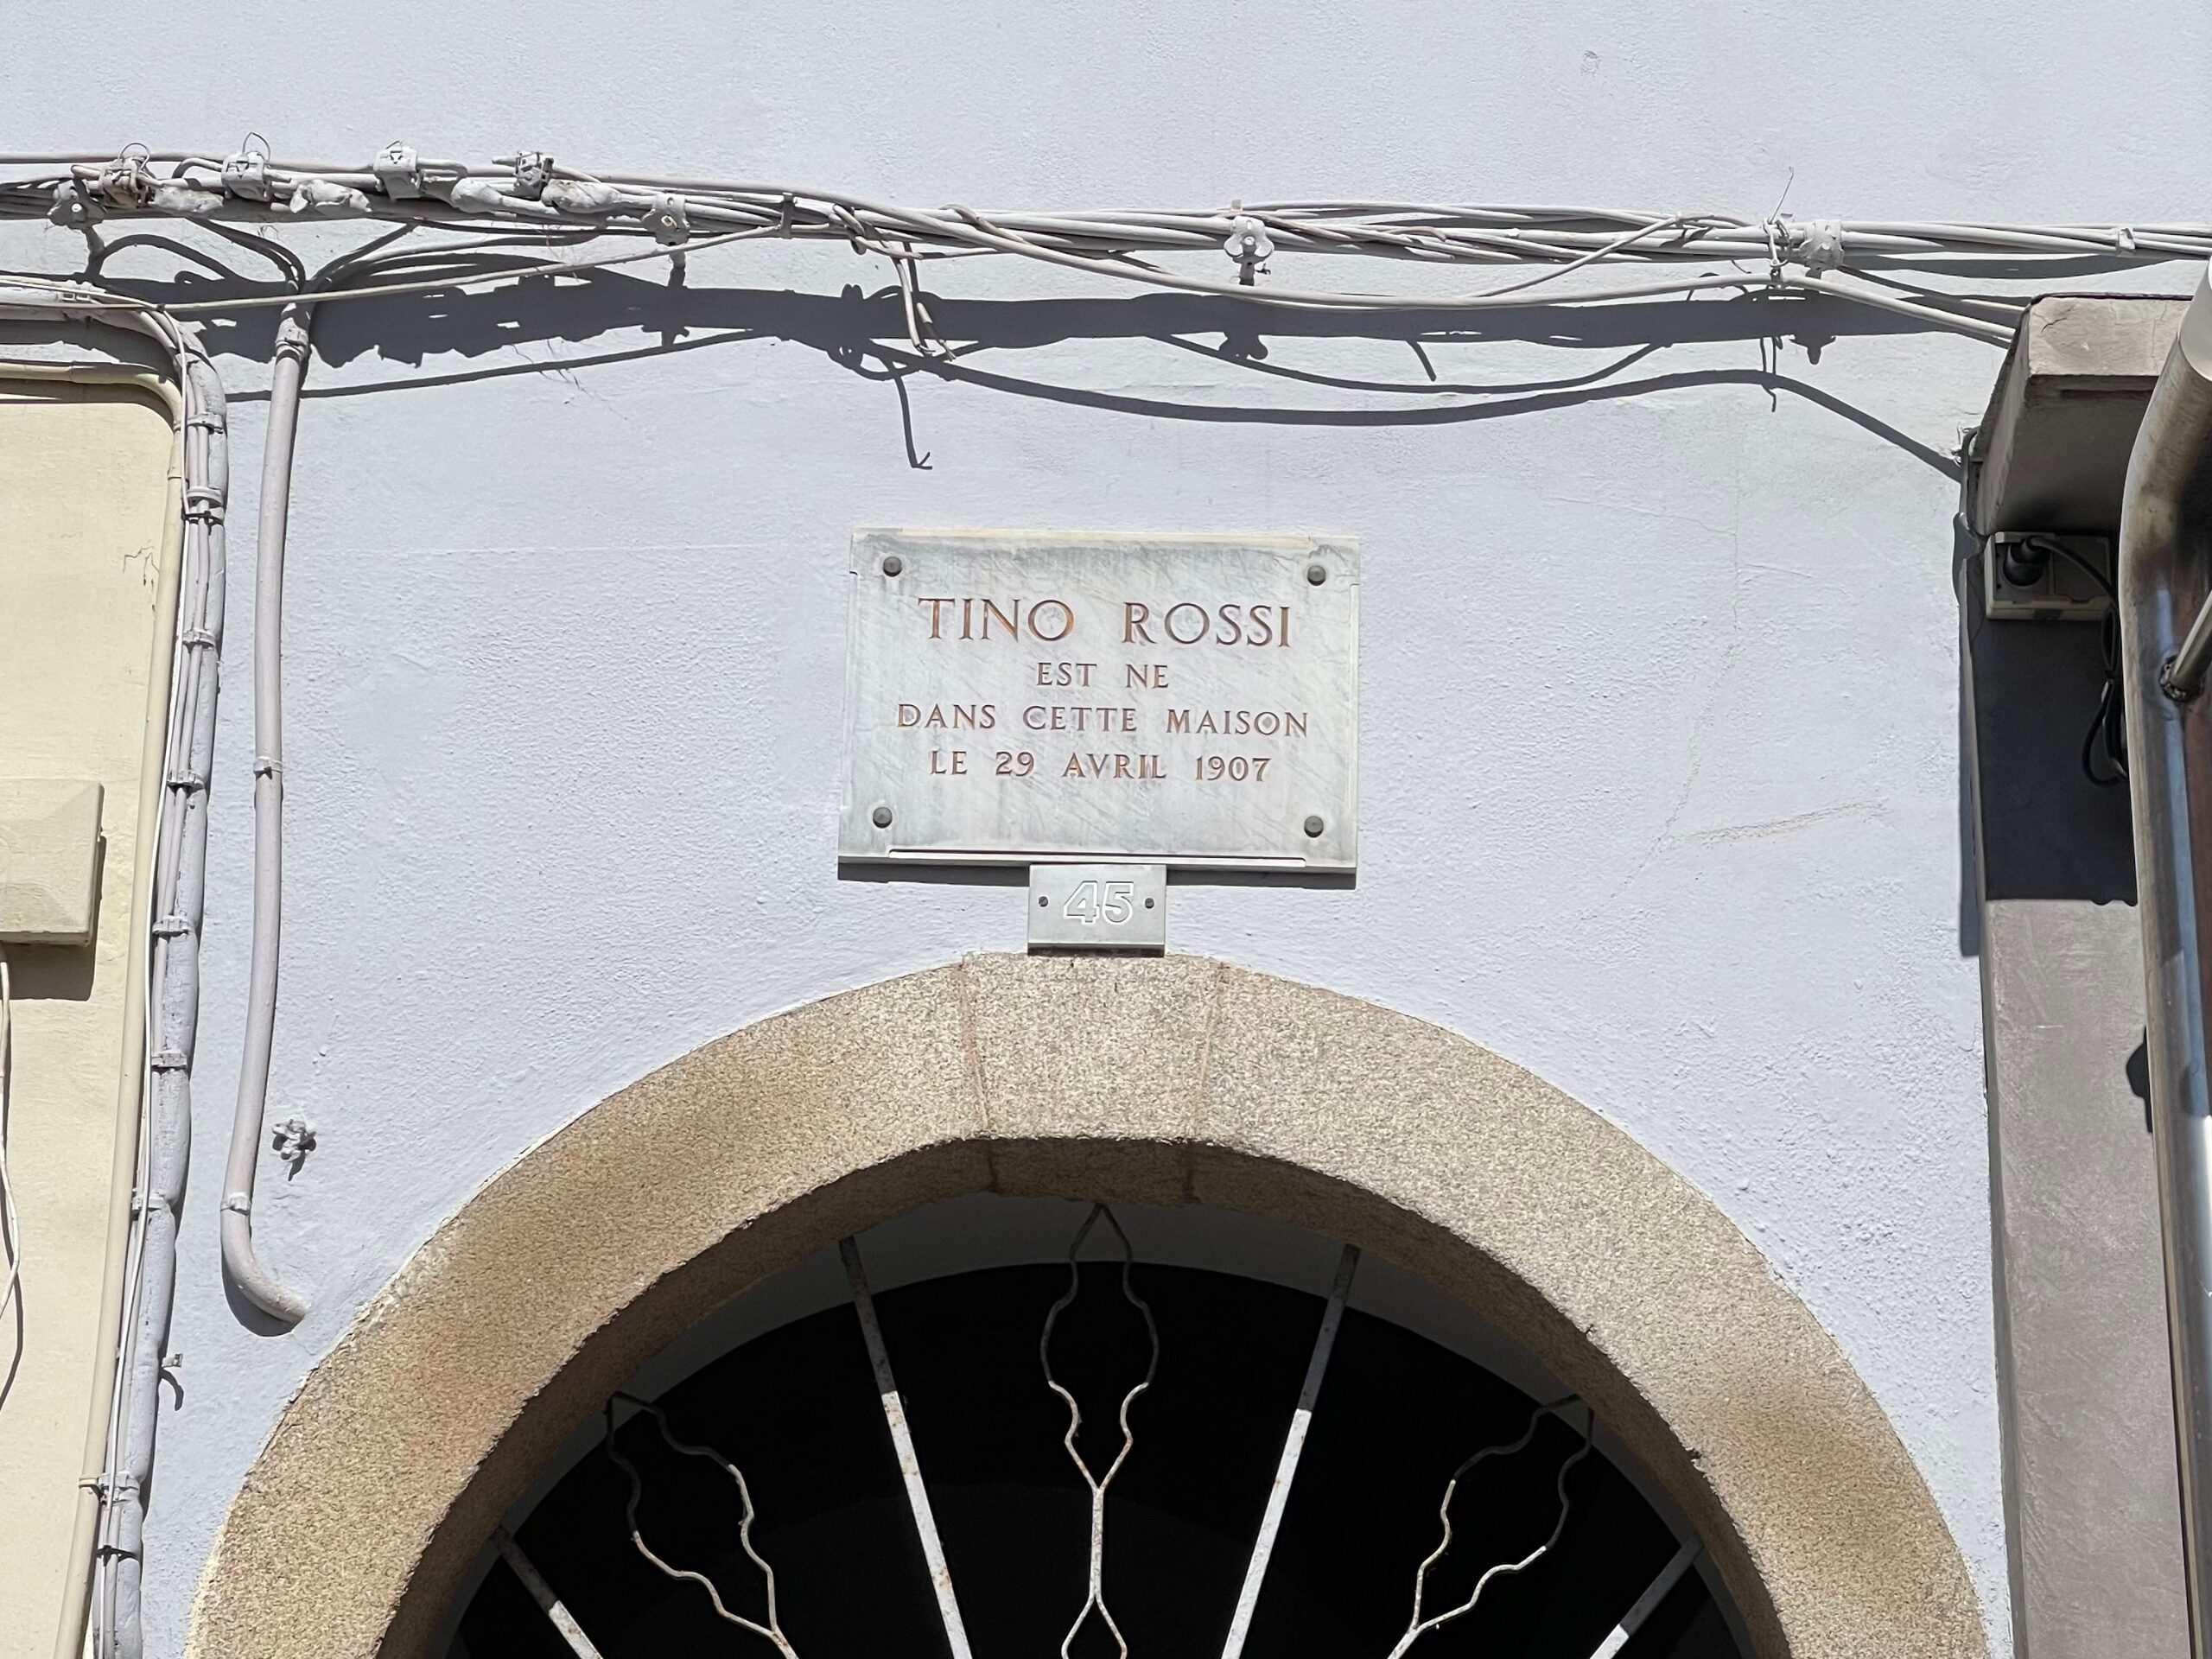 TINO ROSSI
EST NE
DANS CETTE MAISON
LE 29 AVRIL 1907
45